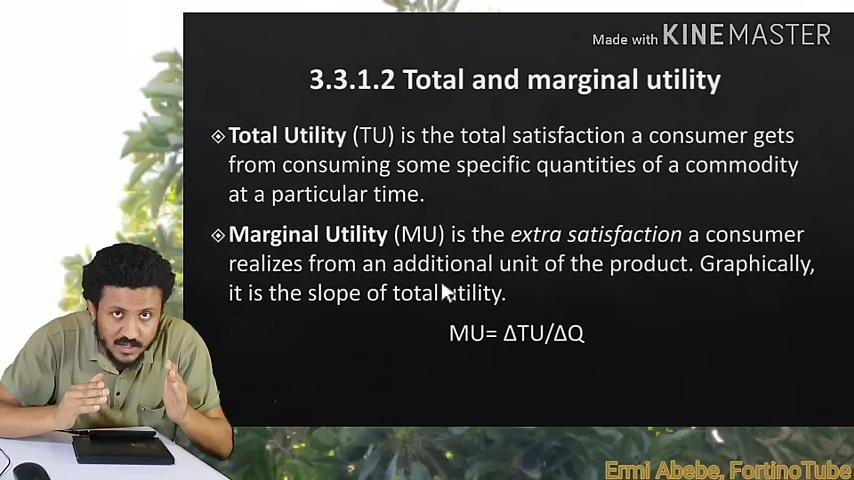 Made with KINEMASTER
3.3.1.2 Total and marginal utility
Total Utility (TU) is the total satisfaction a consumer gets
from consuming some specific quantities of a commodity
at a particular time.
Marginal Utility (MU) is the extra satisfaction a consumer
realizes from an additional unit of the product. Graphically,
it is the slope of total utility.
MU= ΔTU/ΔQ
Ermi Abebe, FortinoTube